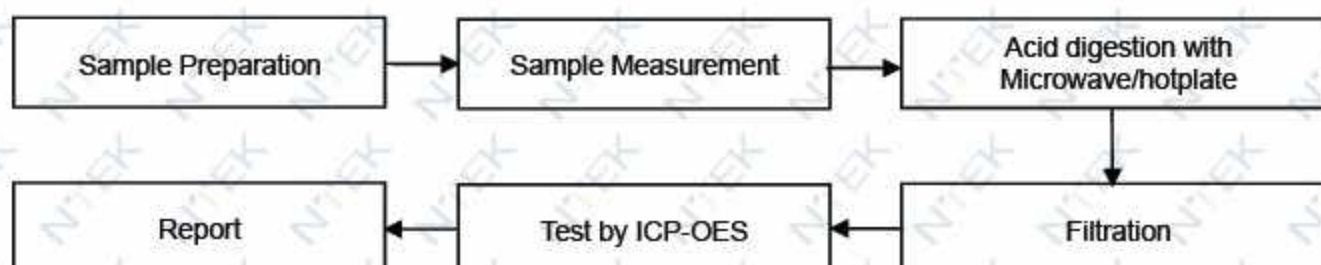 Sample Preparation
Sample Measurement
Acid digestion with
Microwave/hotplate
Filtration
Test by ICP-OES
Report